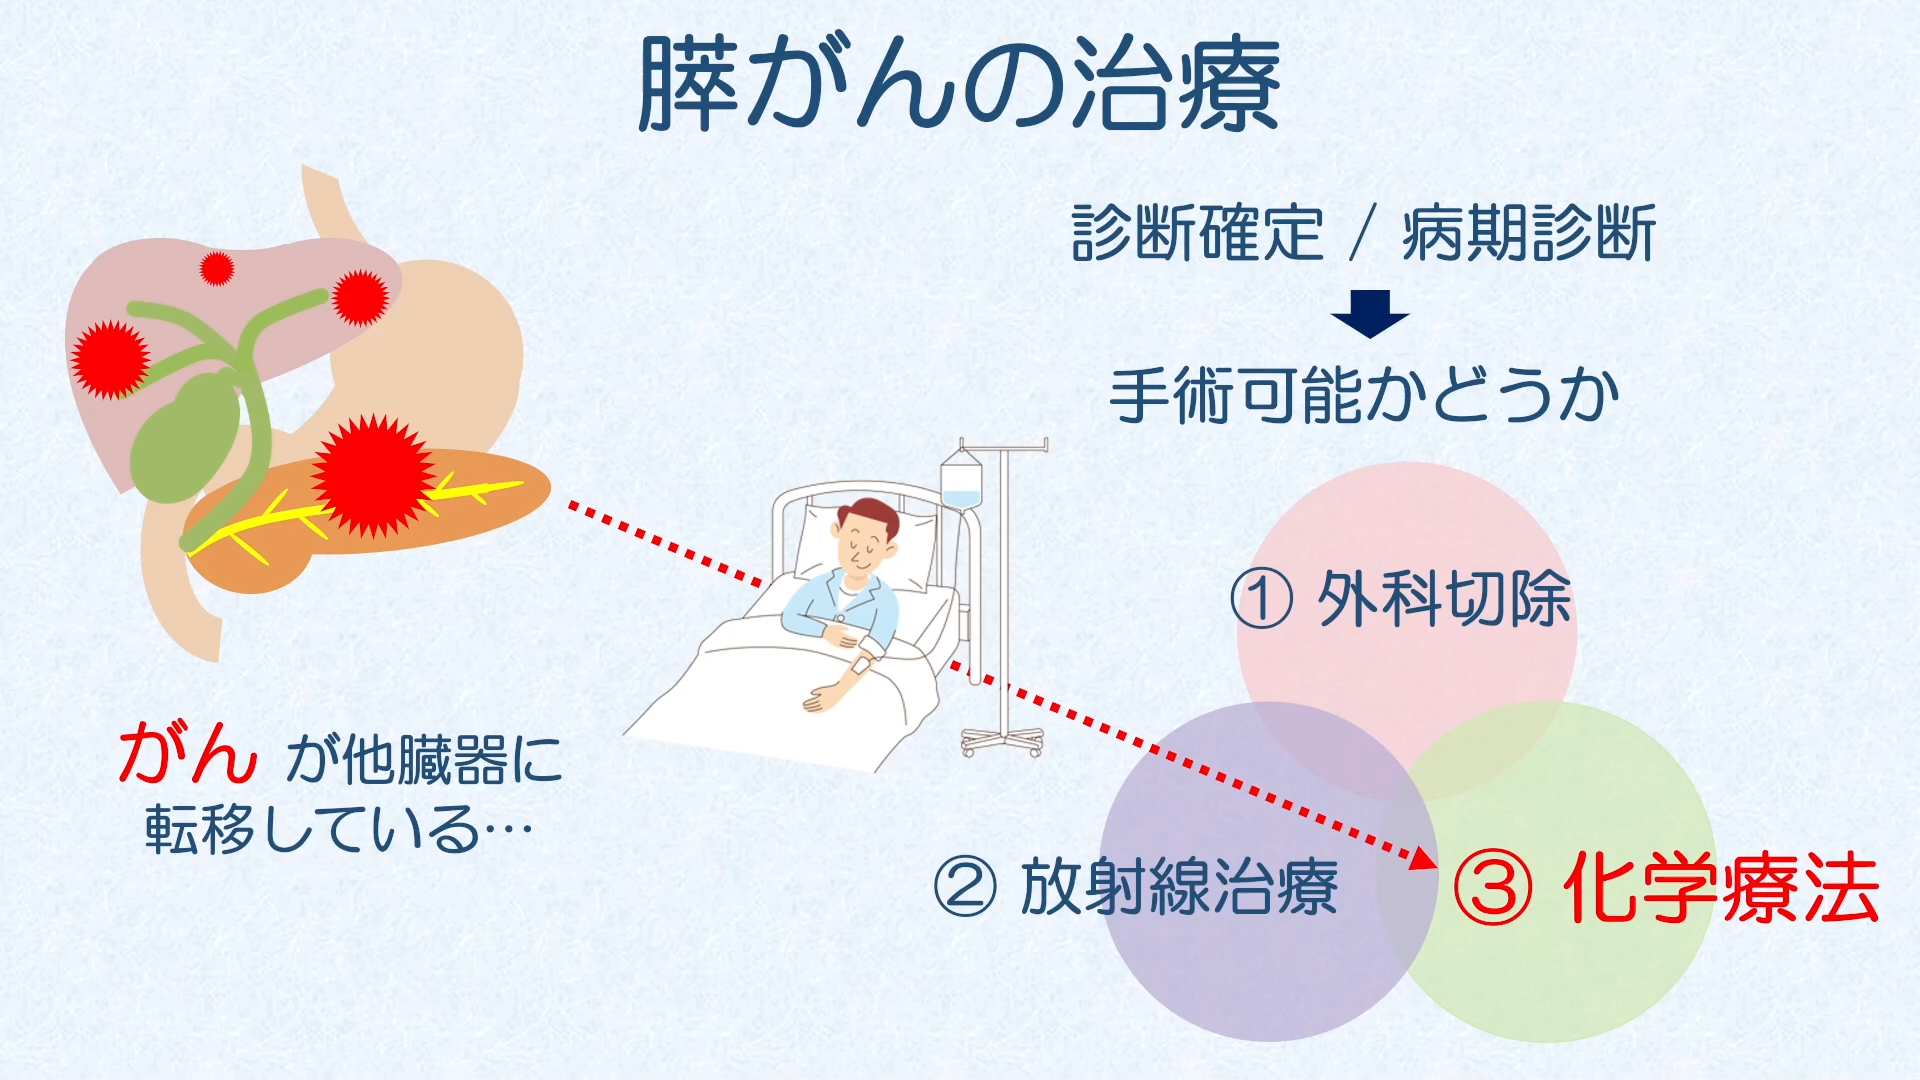 膵がんの治療
診断確定 / 病期診断
手術可能かどうか
① 外科切除
がん が他臓器に
転移している…
② 放射線治療
③ 化学療法